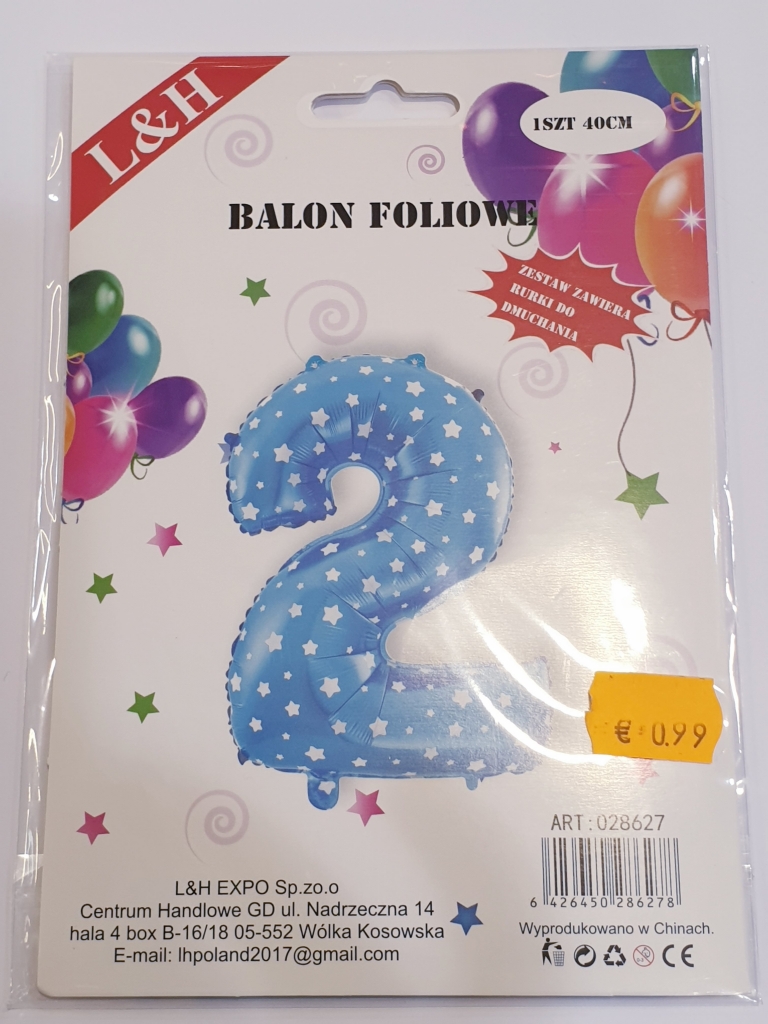 L&H
1SZT 40CM
BALON FOLIOWE
ZESTAW ZAWIERA
RURKI DO
DMUCHANIA
€ 0.99
ART:028627
6 426450 286278
L&H EXPO Sp.zo.o
Centrum Handlowe GD ul. Nadrzeczna 14
hala 4 box B-16/18 05-552 Wólka Kosowska
E-mail: lhpoland2017@gmail.com
Wyprodukowano w Chinach.
CE